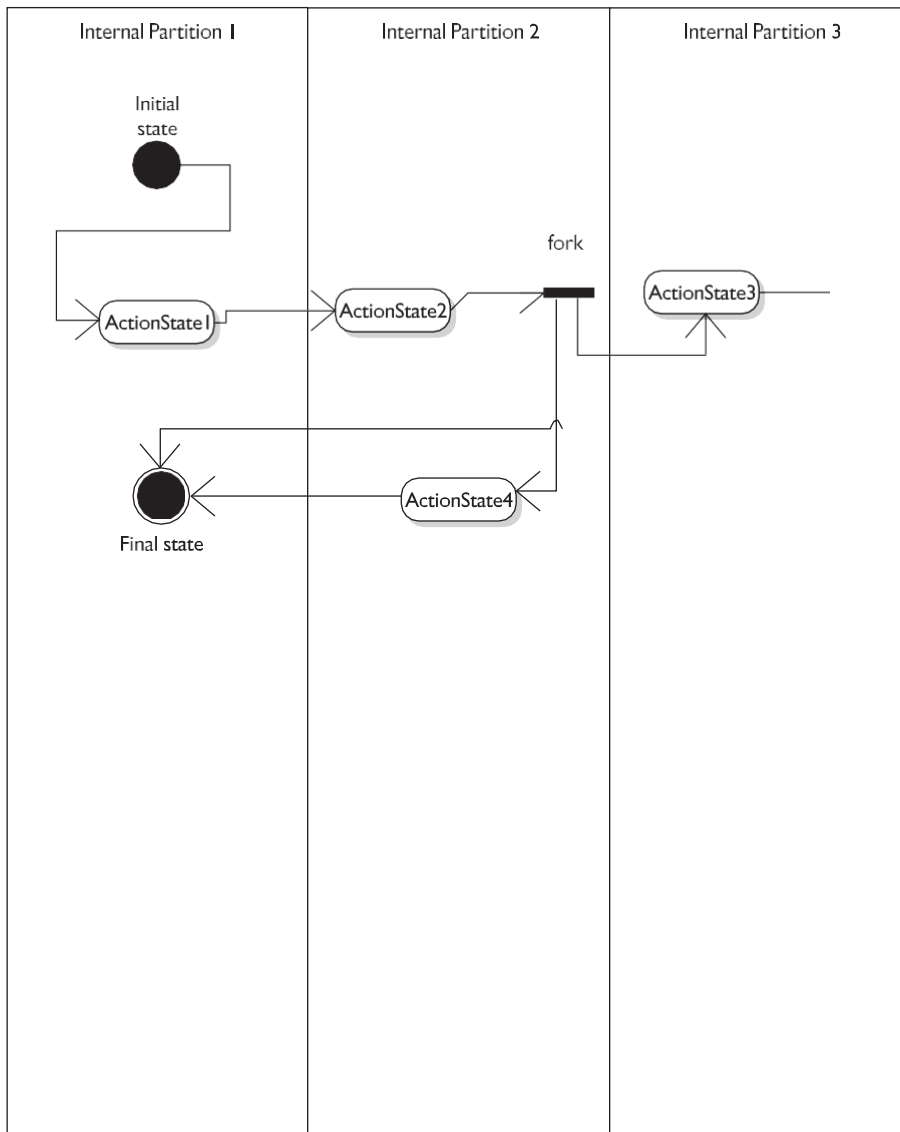 Internal Partition 1
Internal Partition 2
Internal Partition 3
Initial
state
fork
ActionState1
ActionState2
ActionState3
ActionState4
Final state